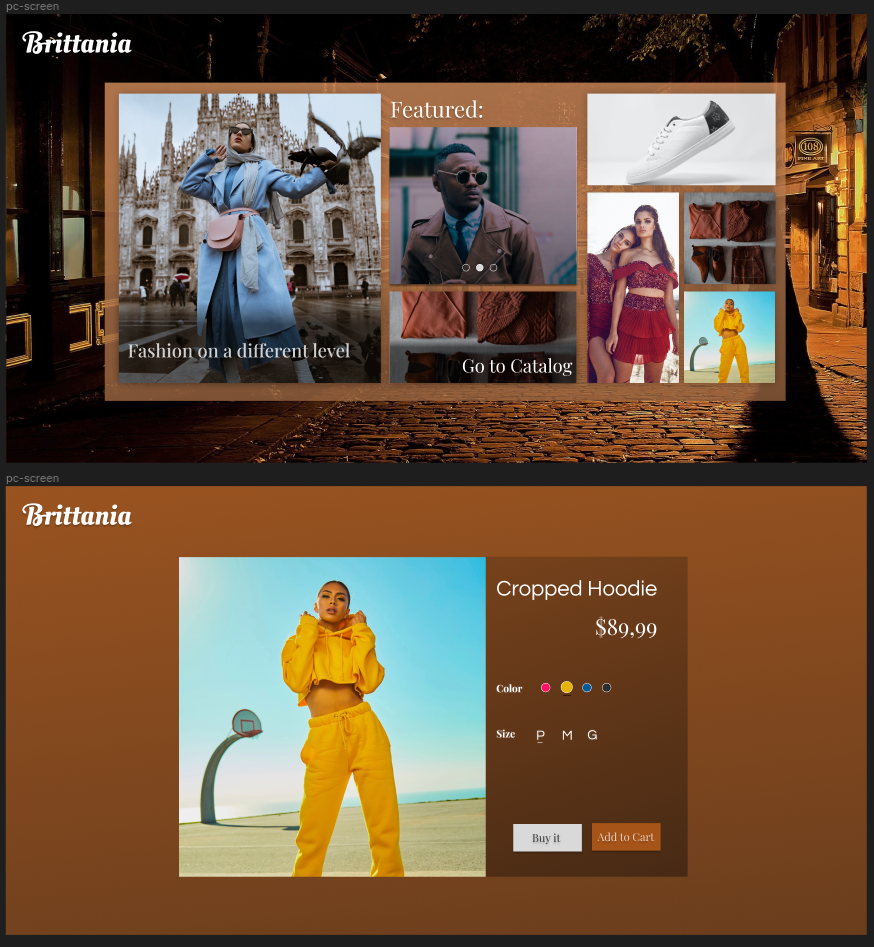 pc-screen
Brittania
Featured:
108
FINE ART
Fashion on a different level
Go to Catalog
pc-screen
Brittania
Cropped Hoodie
$89,99
Color
Size P M G
Buy it
Add to Cart